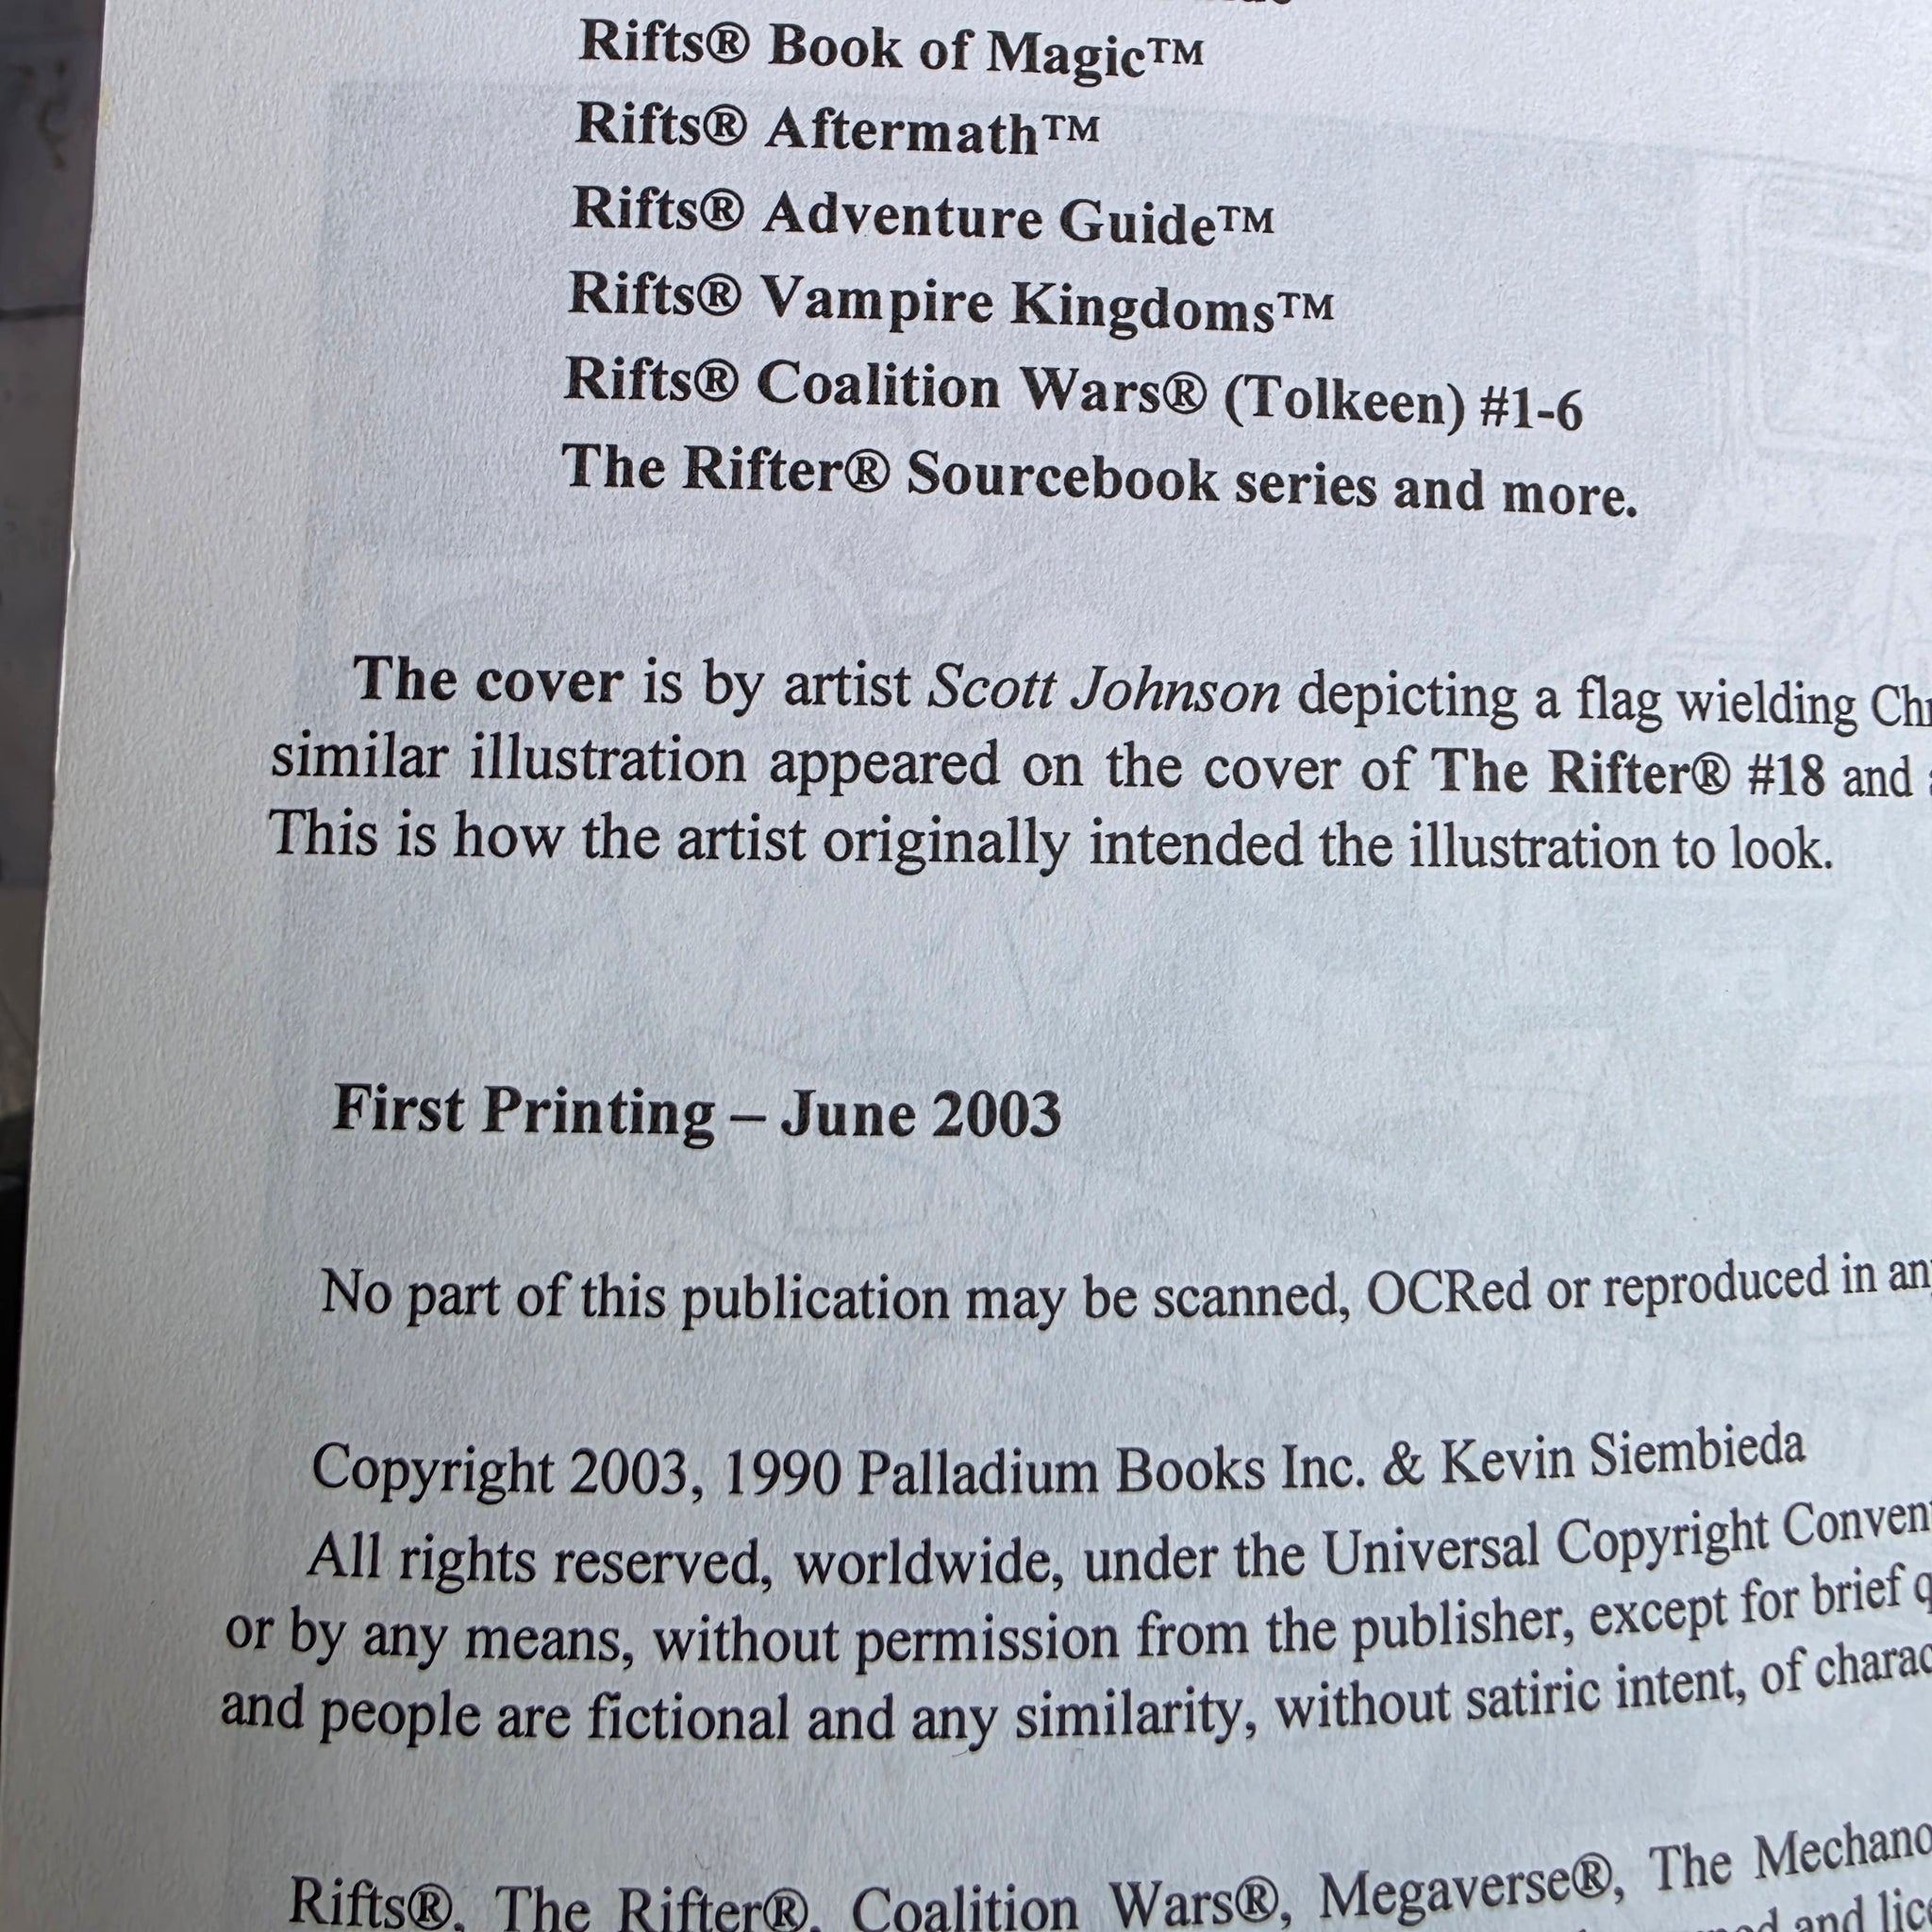 Rifts® Book of Magic™
Rifts® Aftermath™
Rifts® Adventure Guide™
Rifts® Vampire Kingdoms™
Rifts® Coalition Wars® (Tolkeen) #1-6
The Rifter® Sourcebook series and more.
The cover is by artist Scott Johnson depicting a flag wielding
similar illustration appeared on the cover of The Rifter® #18 and
This is how the artist originally intended the illustration to look.
First Printing – June 2003
No part of this publication may be scanned, OCRed or reproduced in
Copyright 2003, 1990 Palladium Books Inc. & Kevin Siembieda
All rights reserved, worldwide, under the Universal Copyright
or by any means, without permission from the publisher, except for brief
and people are fictional and any similarity, without satiric intent, of
Rifts®, The Rifter®, Coalition Wars®, Megaverse®, The
and